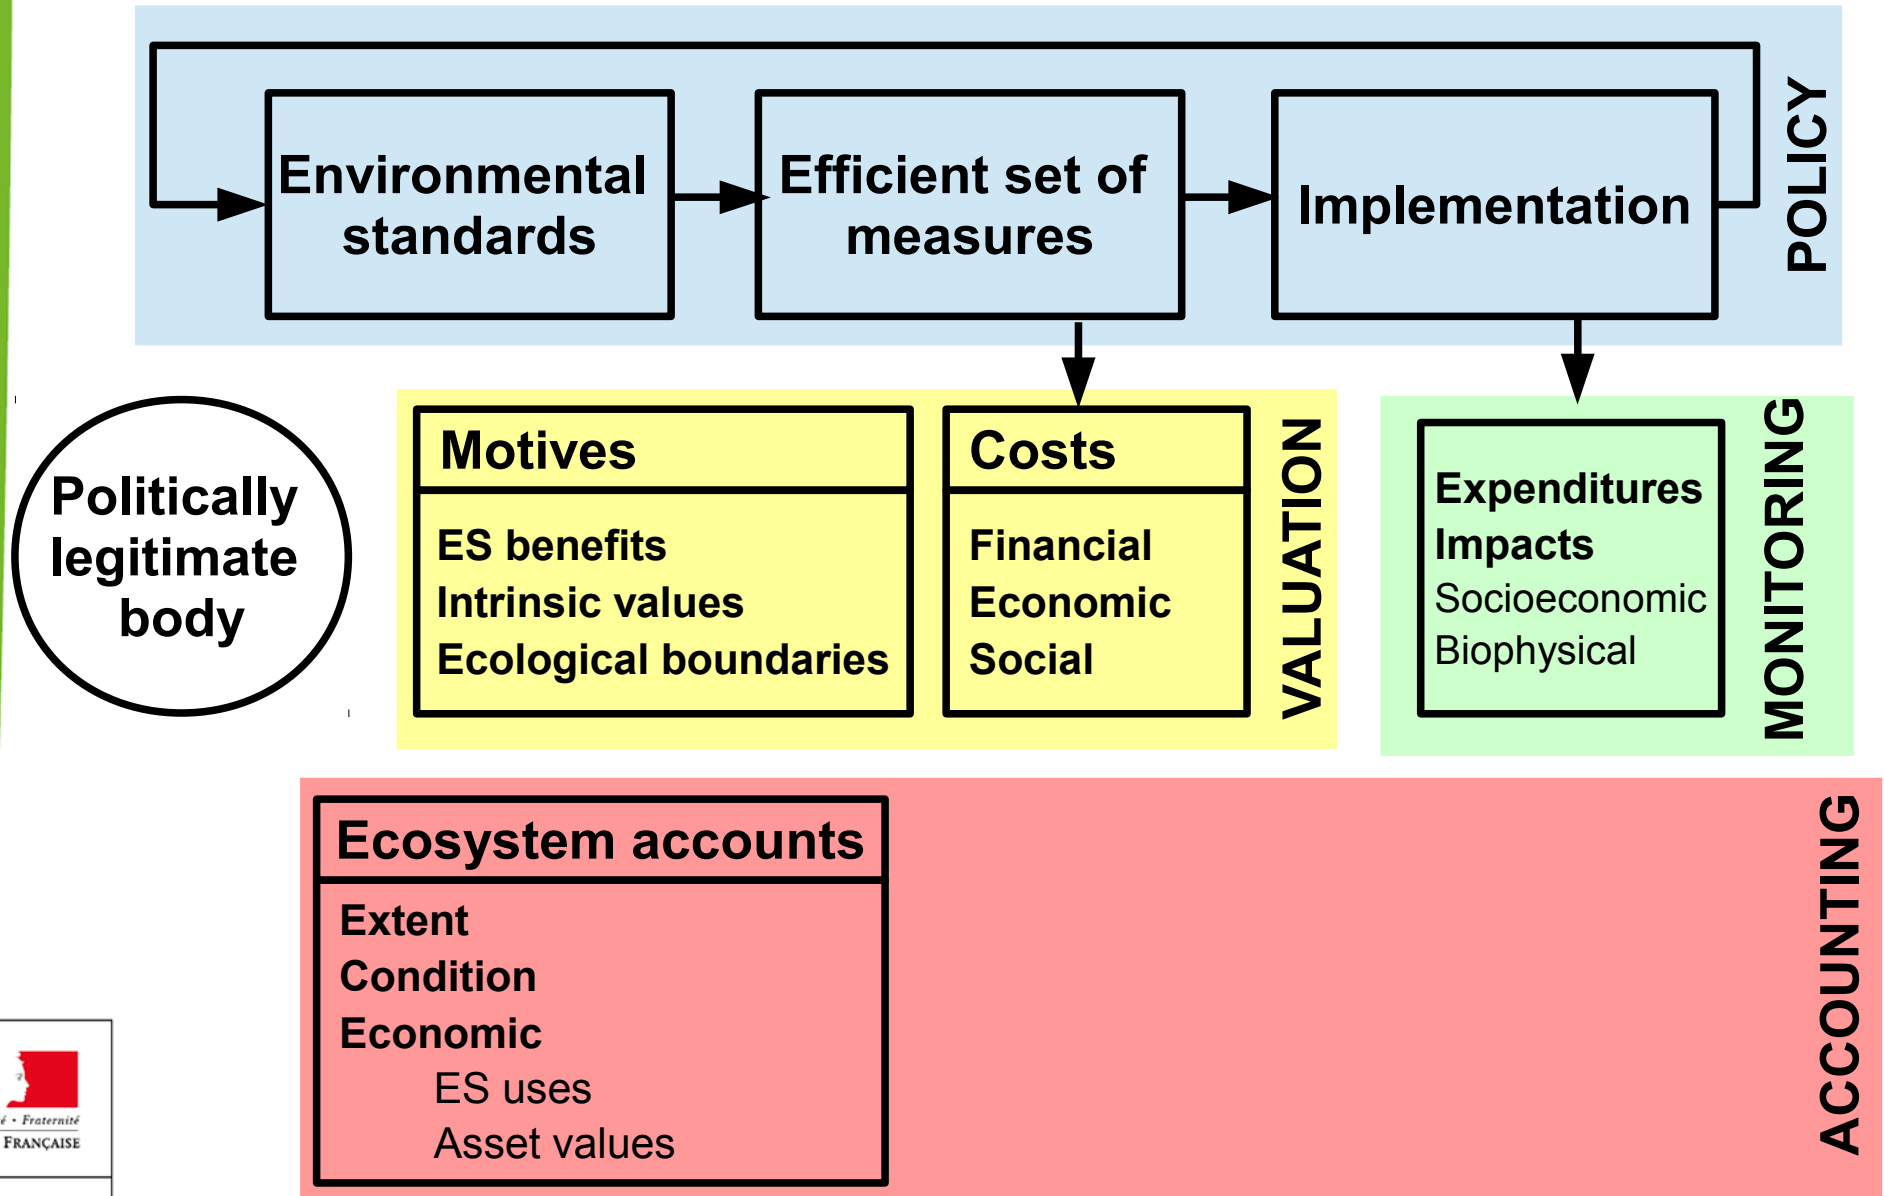 Environmental
standards
Efficient set of
measures
Implementation
POLICY
Politically
legitimate
body
Motives
ES benefits
Intrinsic values
Ecological boundaries
Costs
Financial
Economic
Social
VALUATION
Expenditures
Impacts
Socioeconomic
Biophysical
MONITORING
Ecosystem accounts
Extent
Condition
Economic
ES uses
Asset values
ACCOUNTING
é • Fraternité
FRANÇAISE